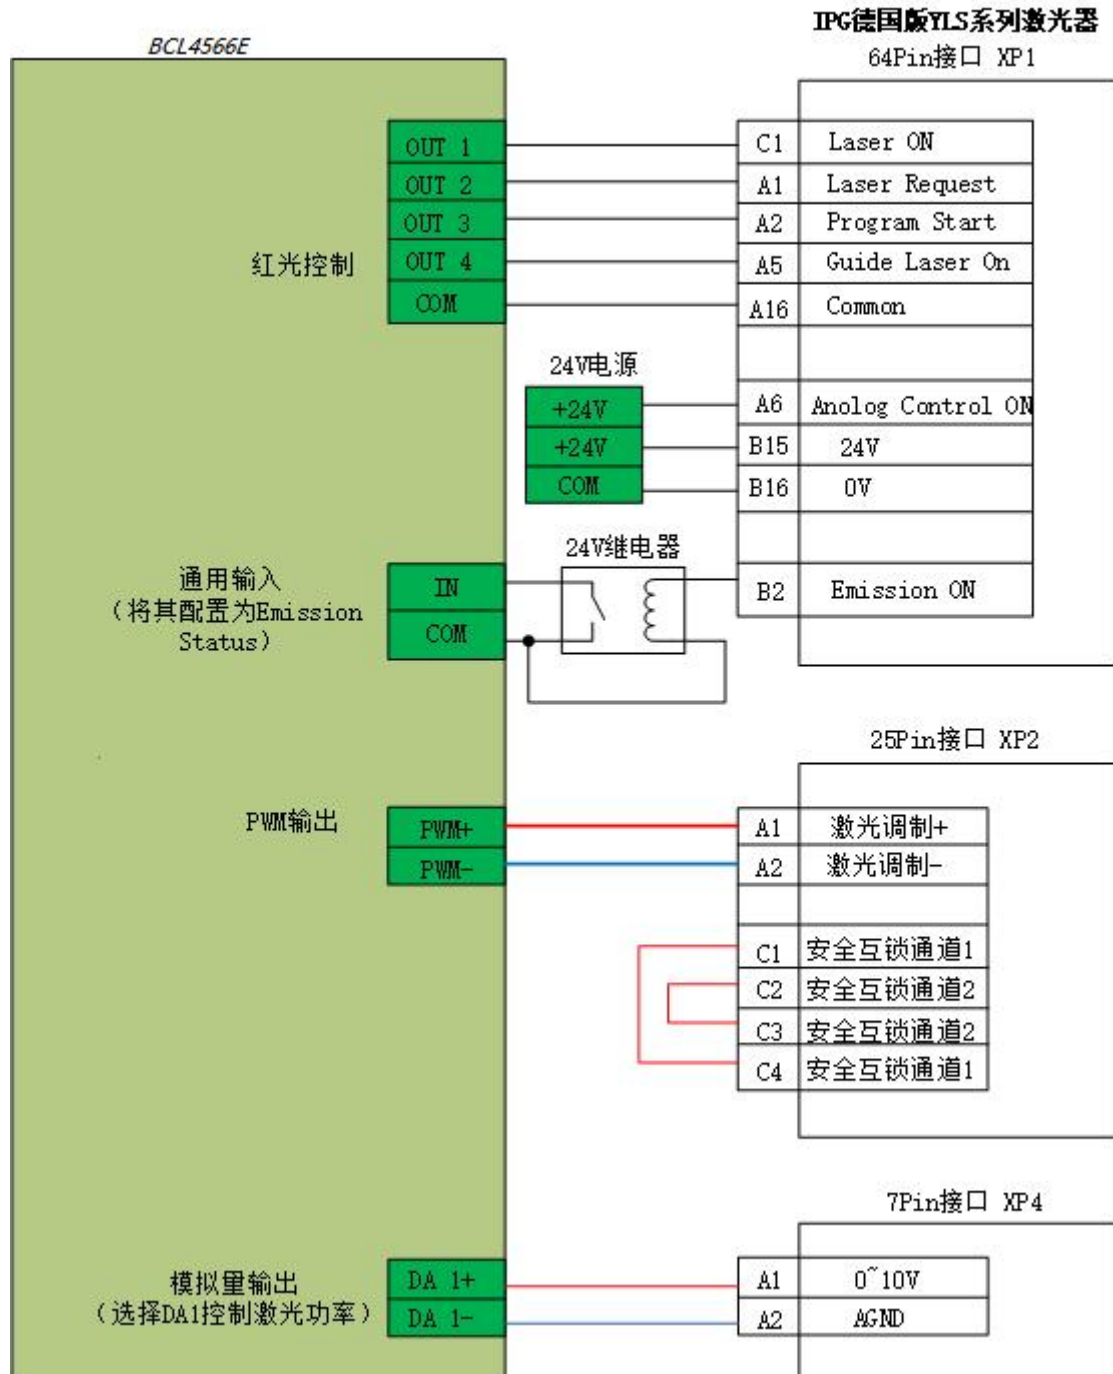 BCL4566E
IPG德国版YLS系列激光器
64Pin接口 XP1
红光控制
OUT 1
OUT 2
OUT 3
OUT 4
COM
C1 Laser ON
A1 Laser Request
A2 Program Start
A5 Guide Laser On
A16 Common
24V电源
+24V
+24V
COM
A6 Anolog Control ON
B15 24V
B16 0V
24V继电器
通用输入
（将其配置为Emission
Status）
IN
COM
B2 Emission ON
25Pin接口 XP2
PWM输出
PWM+
PWM-
A1 激光调制+
A2 激光调制-
C1 安全互锁通道1
C2 安全互锁通道2
C3 安全互锁通道2
C4 安全互锁通道1
7Pin接口 XP4
模拟量输出
（选择DA1控制激光功率）
DA 1+
DA 1-
A1 0~10V
A2 AGND